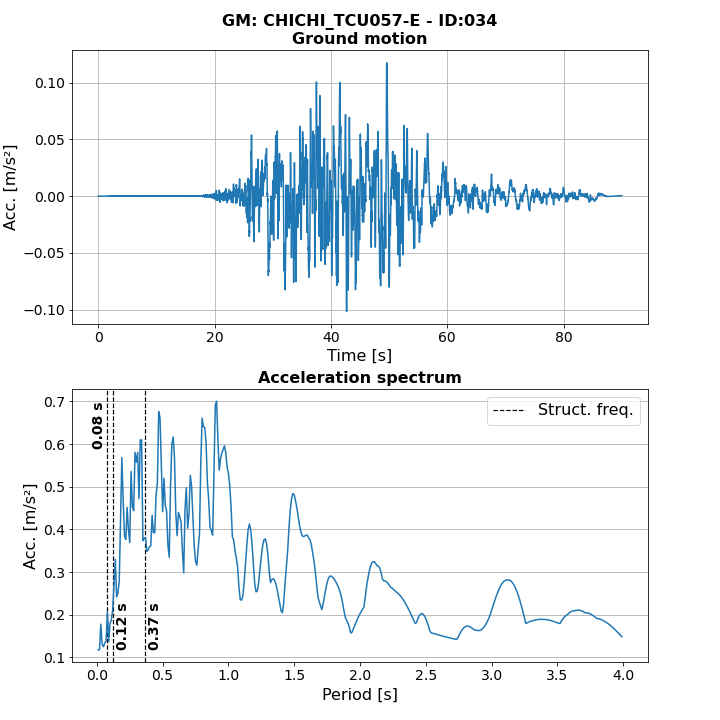 GM: CHICHI_TCU057-E - ID:034
Ground motion
Acc. [m/s²]
0.10
0.05
0.00
−0.05
−0.10
0
20
40
60
80
Time [s]
Acceleration spectrum
Acc. [m/s²]
0.7
0.6
0.5
0.4
0.3
0.2
0.1
0.08 s
0.12 s
0.37 s
Struct. freq.
0.0
0.5
1.0
1.5
2.0
2.5
3.0
3.5
4.0
Period [s]